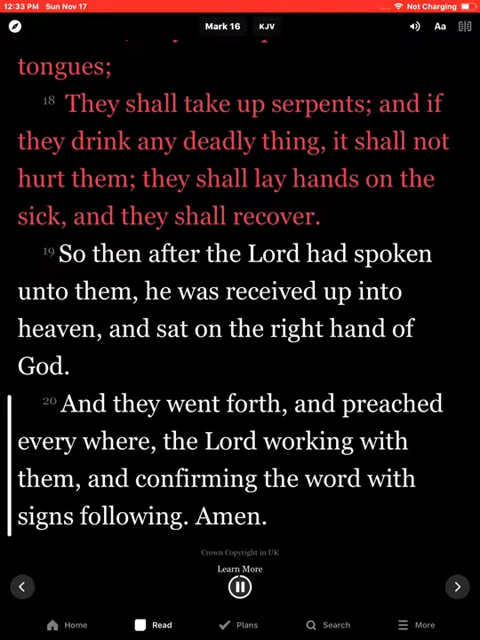 12:33 PM Sun Nov 17
Not Charging
Mark 16 KJV
Aa
tongues;
18 They shall take up serpents; and if
they drink any deadly thing, it shall not
hurt them; they shall lay hands on the
sick, and they shall recover.
19 So then after the Lord had spoken
unto them, he was received up into
heaven, and sat on the right hand of
God.
20 And they went forth, and preached
every where, the Lord working with
them, and confirming the word with
signs following. Amen.
Crown Copyright in UK
Learn More
Home Read Plans Search More